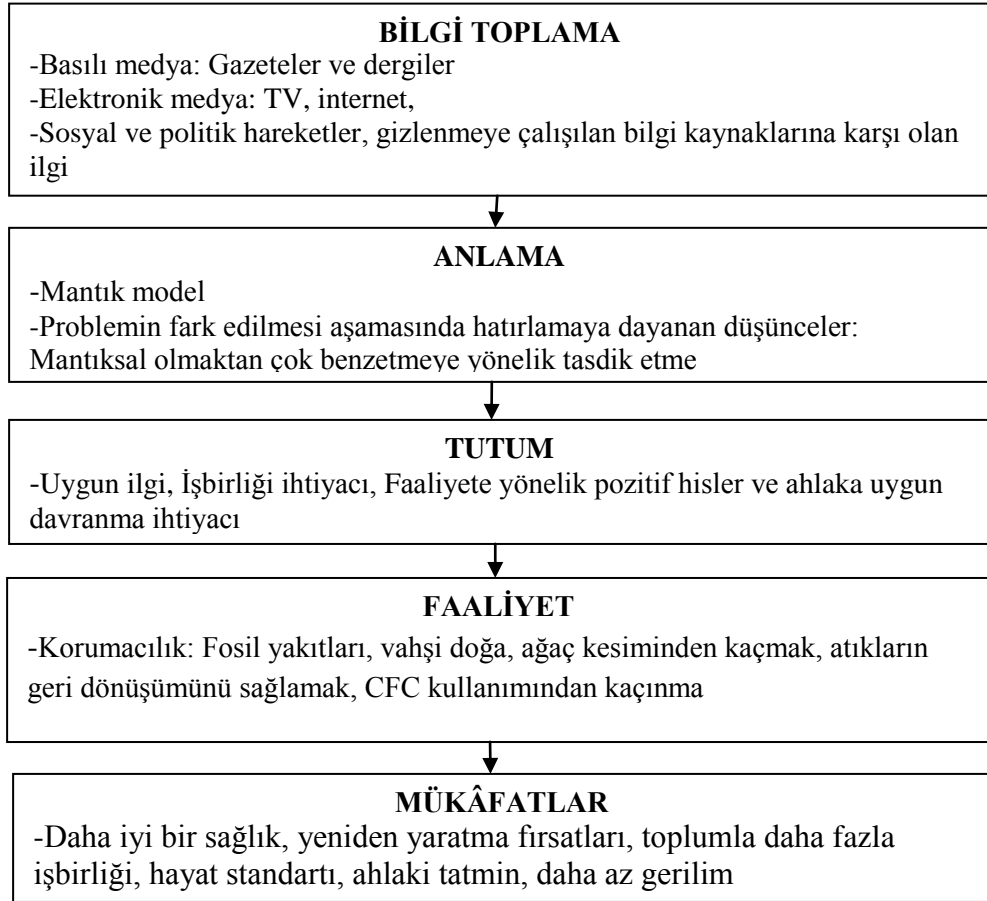 BİLGİ TOPLAMA
-Basılı medya: Gazeteler ve dergiler
-Elektronik medya: TV, internet,
-Sosyal ve politik hareketler, gizlenmeye çalışılan bilgi kaynaklarına karşı olan
ilgi
ANLAMA
-Mantık model
-Problemin fark edilmesi aşamasında hatırlamaya dayanan düşünceler:
Mantıksal olmaktan çok benzetmeye yönelik tasdik etme
TUTUM
-Uygun ilgi, İşbirliği ihtiyacı, Faaliyete yönelik pozitif hisler ve ahlaka uygun
davranma ihtiyacı
FAALİYET
-Korumacılık: Fosil yakıtları, vahşi doğa, ağaç kesiminden kaçmak, atıkların
geri dönüşümünü sağlamak, CFC kullanımından kaçınma
MÜKÂFATLAR
-Daha iyi bir sağlık, yeniden yaratma fırsatları, toplumla daha fazla
işbirliği, hayat standartı, ahlaki tatmin, daha az gerilim